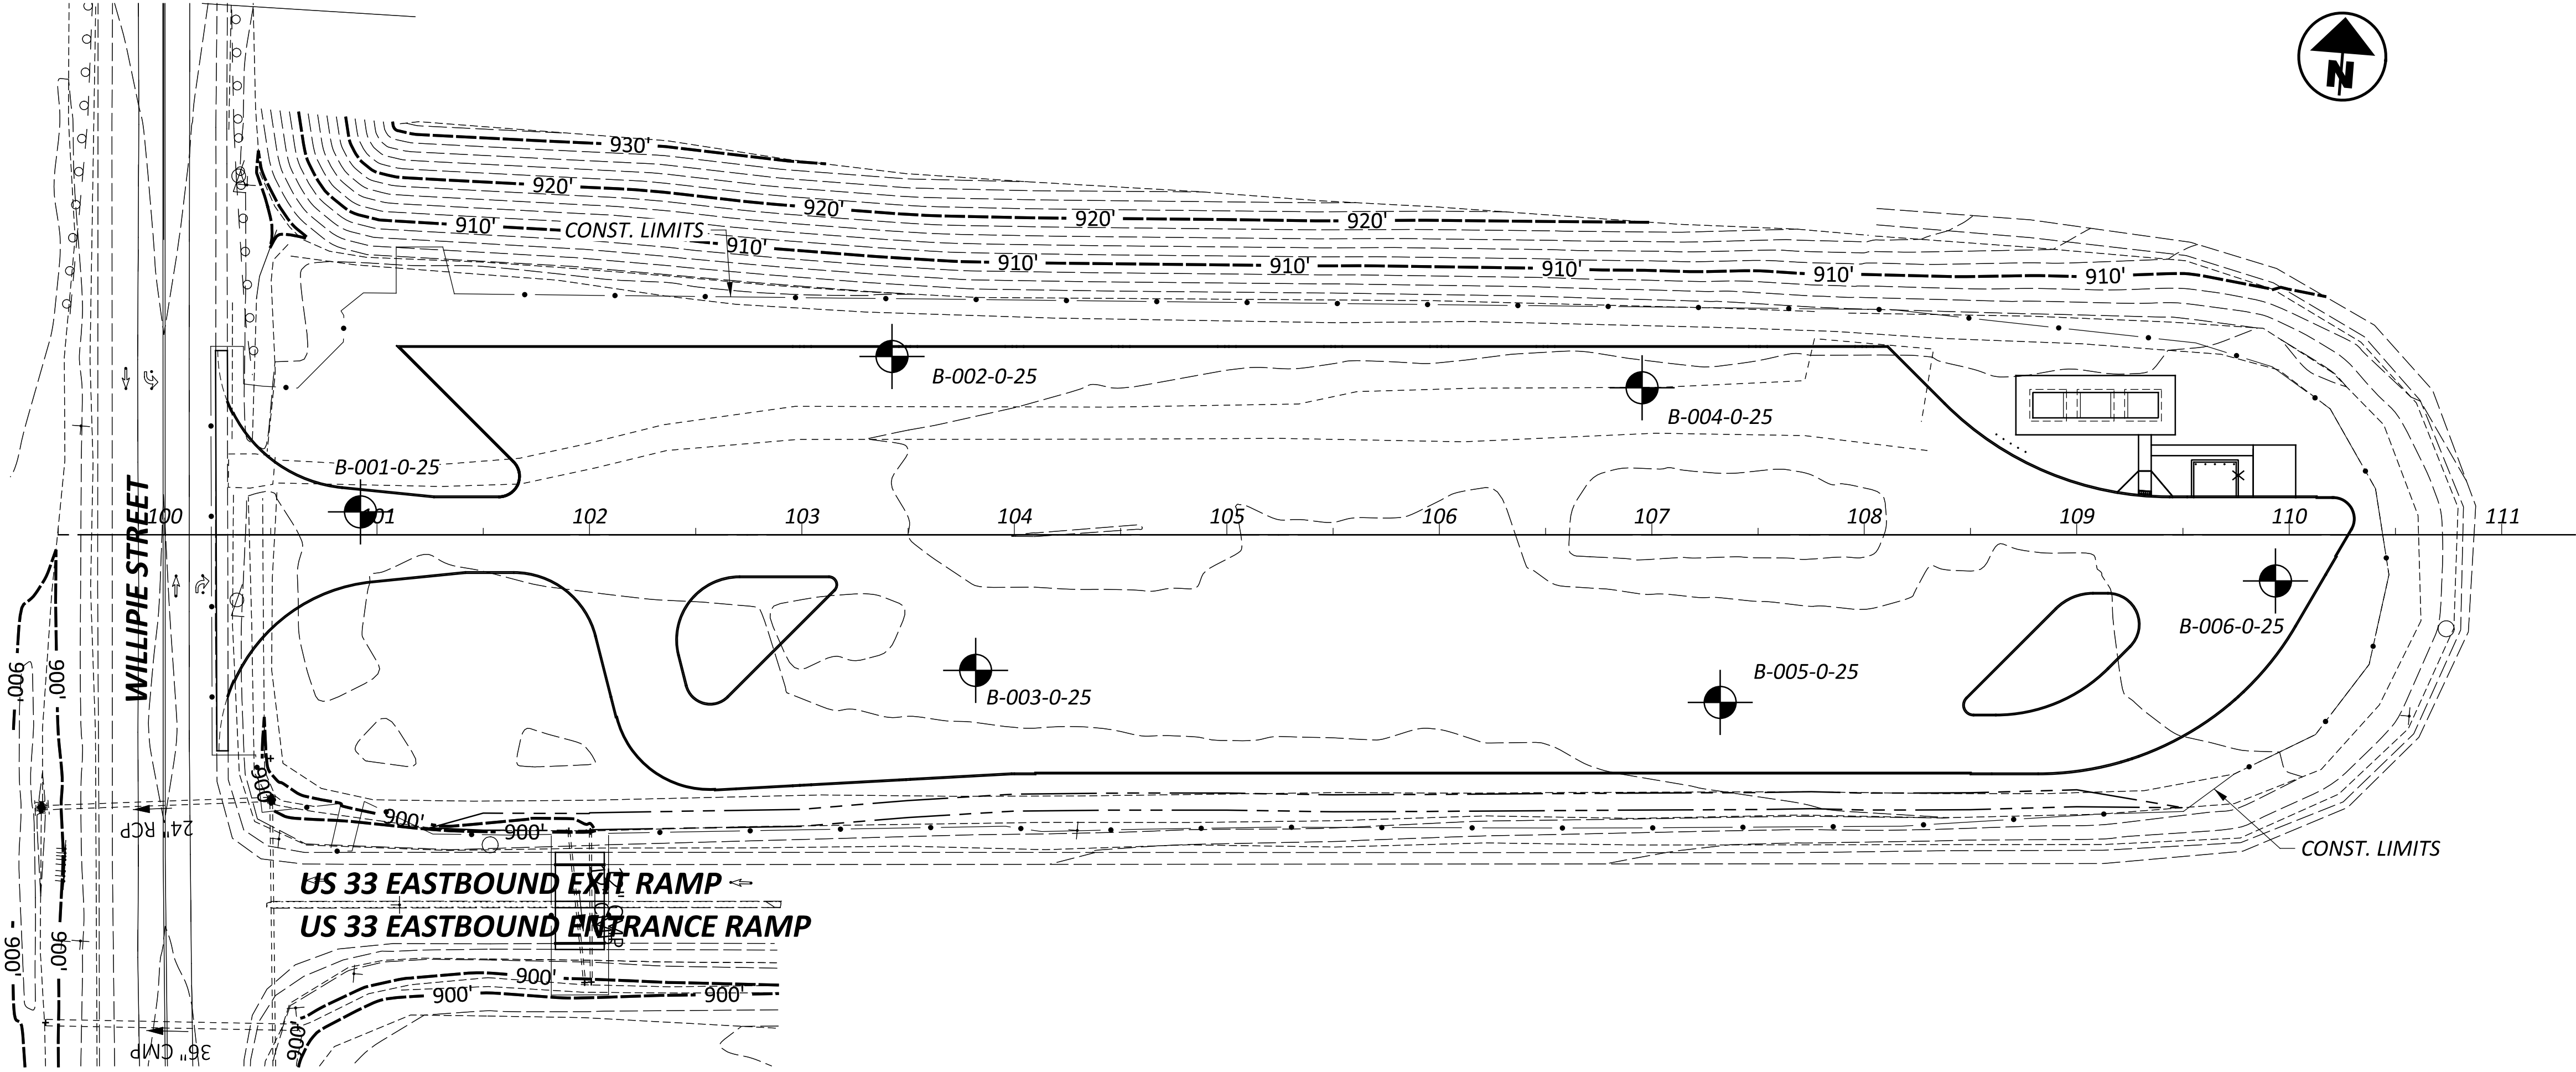 N
930'
920'
920'
920'
920'
910'
CONST. LIMITS
910'
910'
910'
910'
910'
910'
B-002-0-25
B-004-0-25
B-001-0-25
100
101
102
103
104
105
106
107
108
109
110
111
WILLIPIE STREET
B-006-0-25
B-005-0-25
B-003-0-25
900'
900'
900'
900'
900'
24" RCP
CONST. LIMITS
US 33 EASTBOUND EXIT RAMP
US 33 EASTBOUND ENTRANCE RAMP
900'
900'
900'
900'
900'
900'
36" CMP